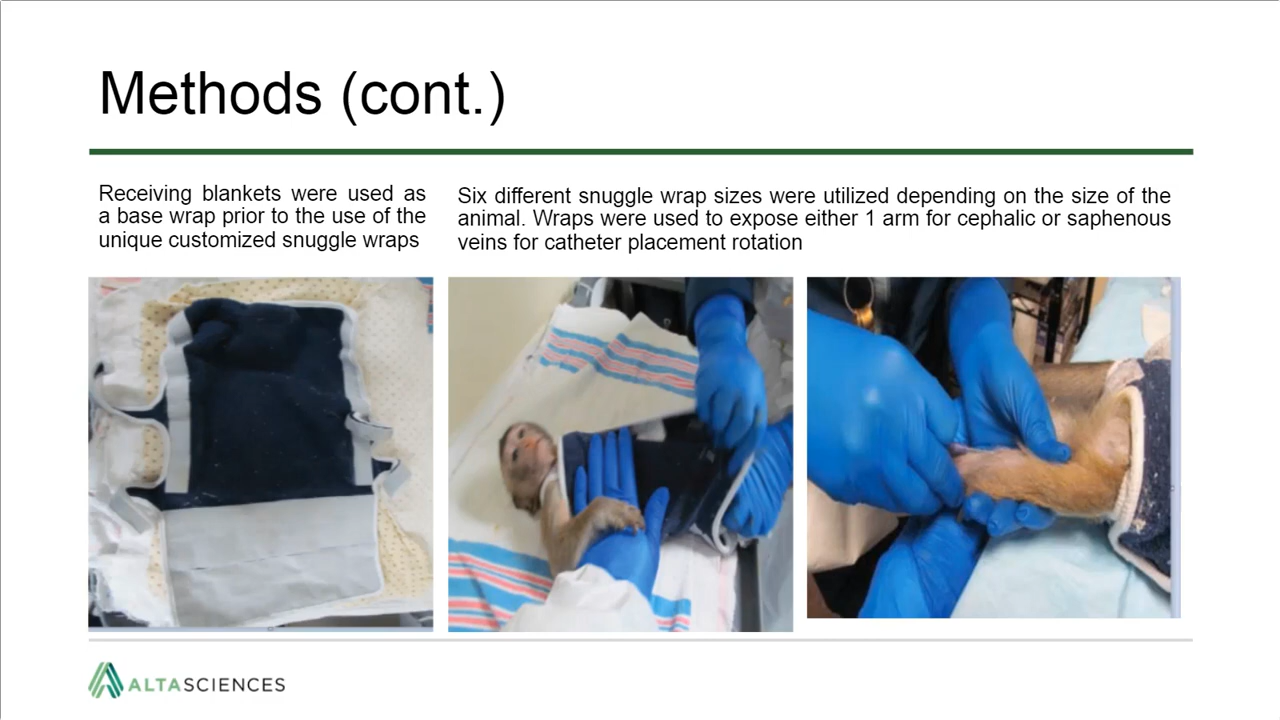 Methods (cont.)
Receiving blankets were used as
a base wrap prior to the use of the
unique customized snuggle wraps
Six different snuggle wrap sizes were utilized depending on the size of the
animal. Wraps were used to expose either 1 arm for cephalic or saphenous
veins for catheter placement rotation
ALTASCIENCES